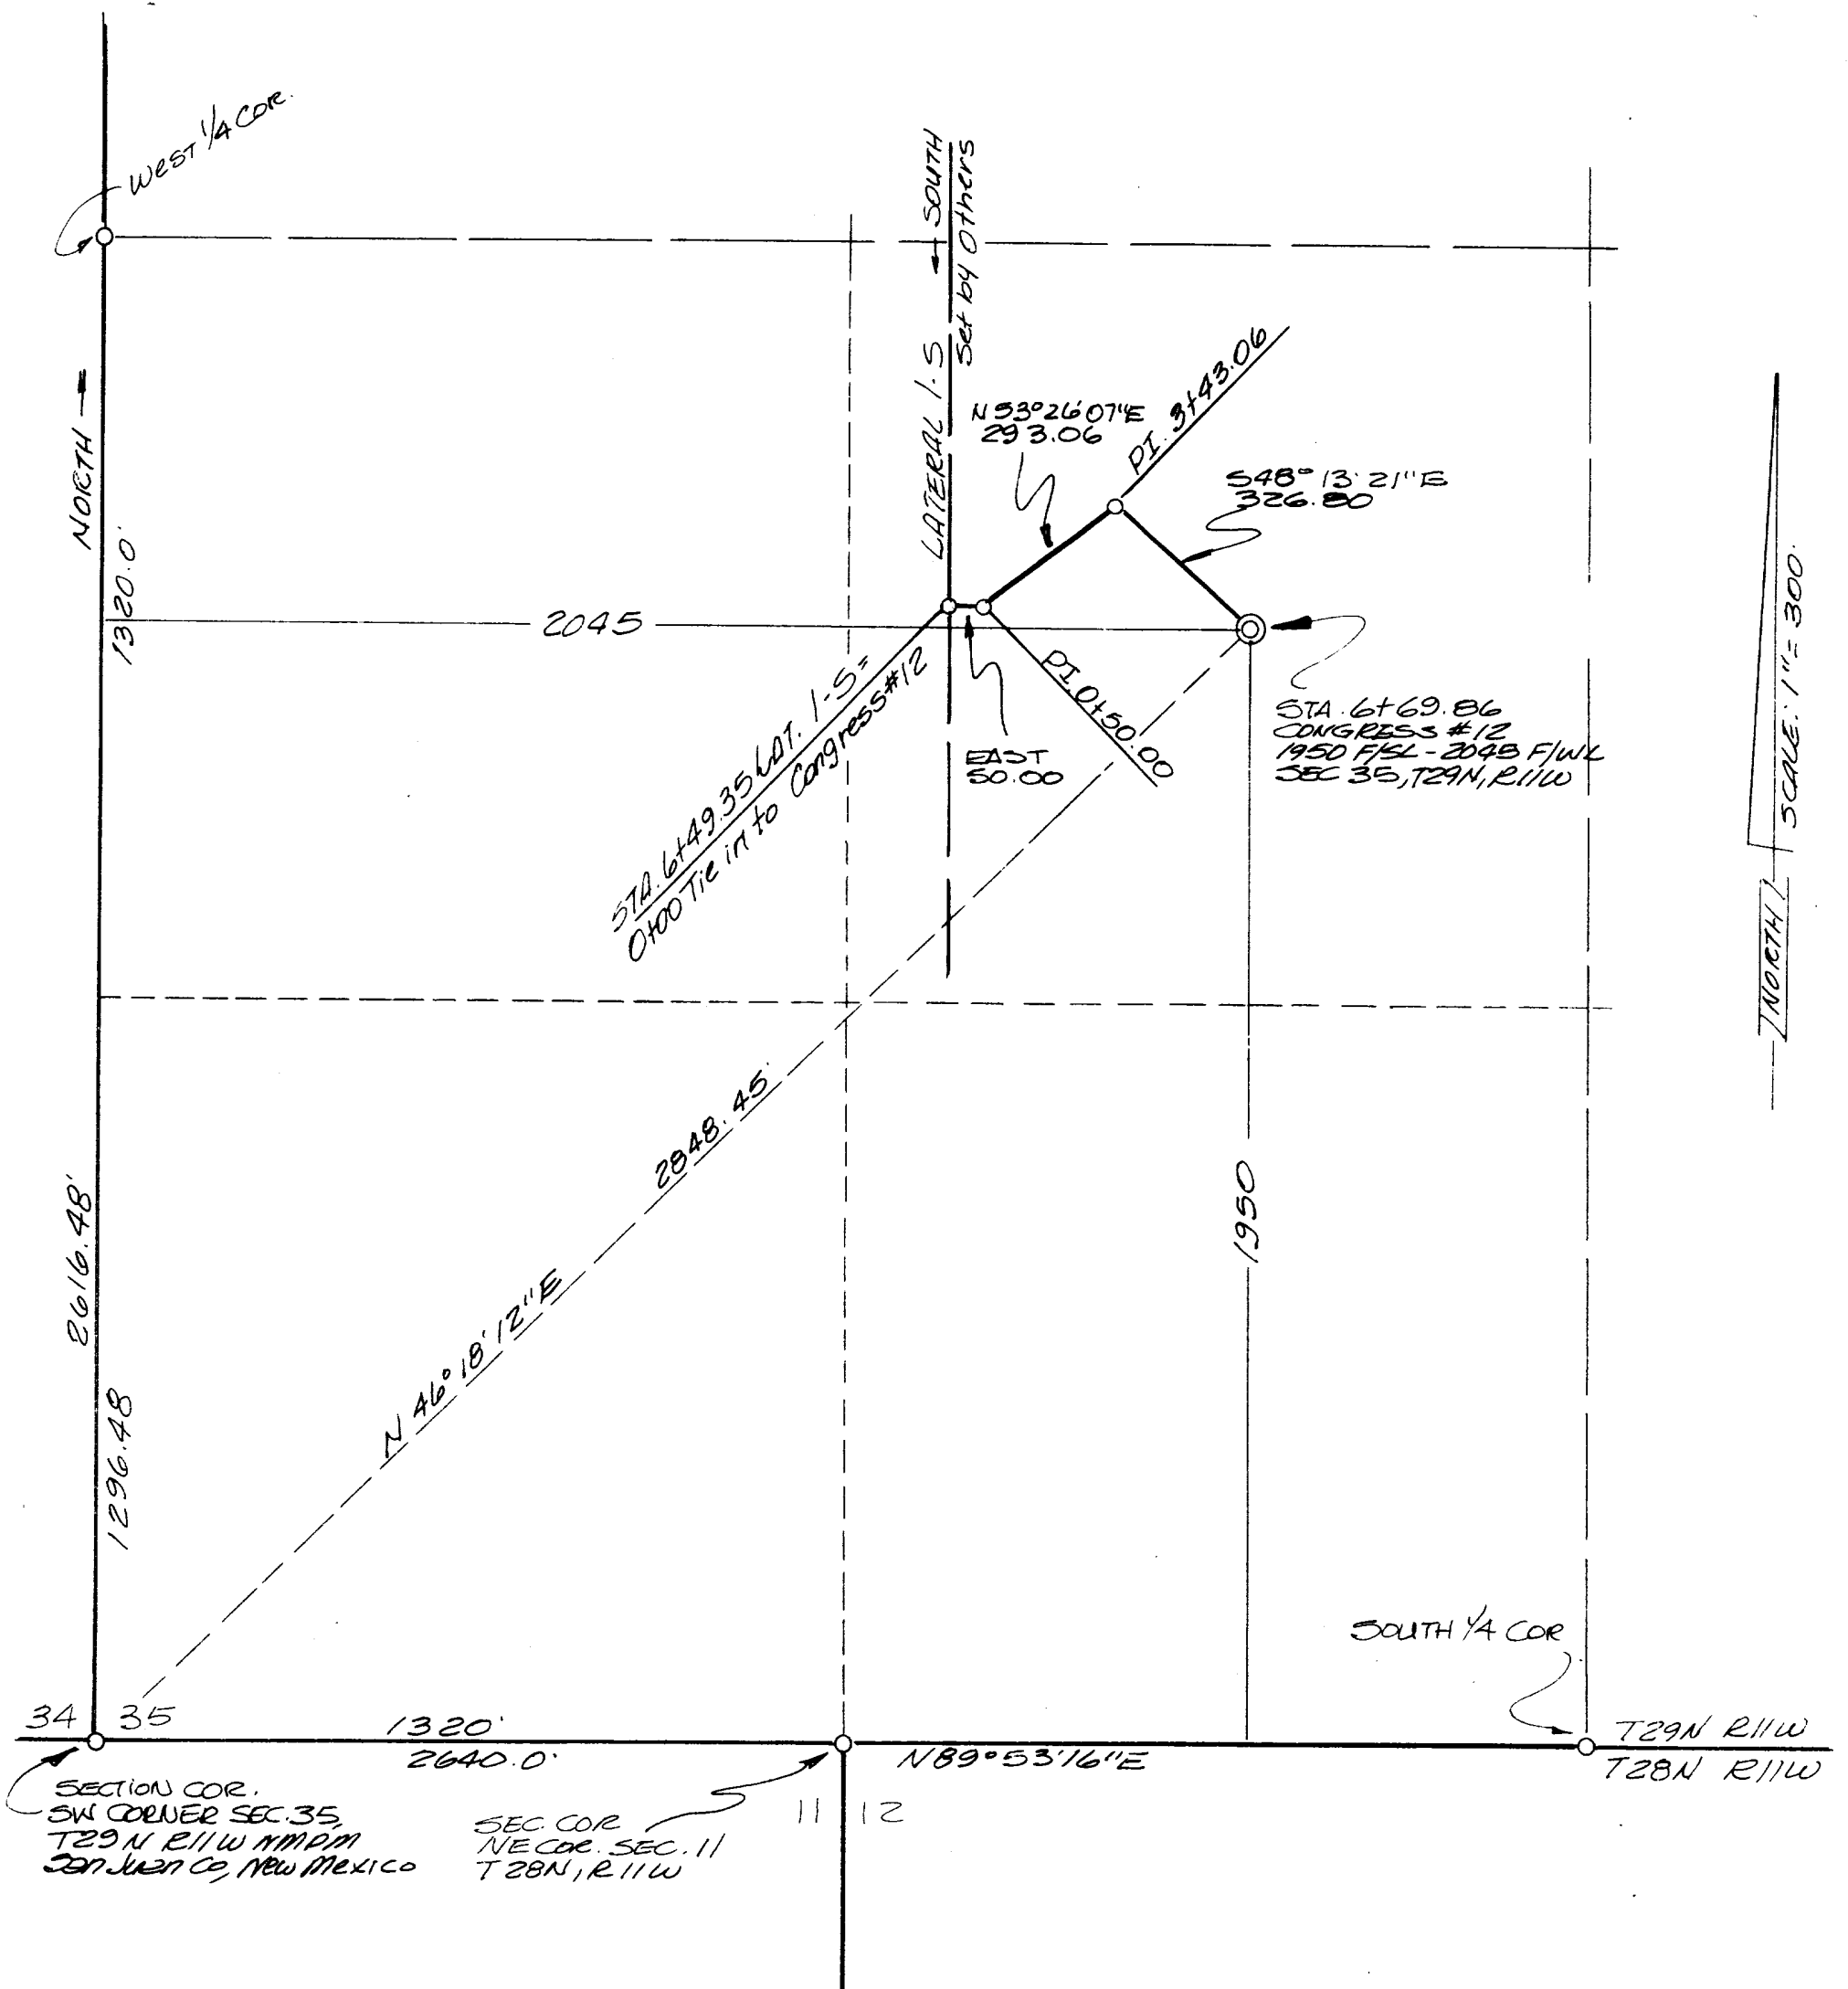 WEST 1/4 COR.
NORTH
1320.0'
2616.48'
1296.48
← SOUTH
Set by Others
LATERAL 1-S
N 53° 26' 07" E
293.06
PI. 3+43.06
S48° 13' 21" E
326.80
2045
STA. 6+49.35 LAT. 1-S =
0+00 Tie in to Congress #12
EAST
50.00
PI. 0+50.00
STA. 6+69.86
CONGRESS #12
1950 F/SL - 2045 F/WL
SEC 35, T29N, R11W
SCALE: 1" = 300'
NORTH
2848.45'
N 46° 18' 12" E
1950
SOUTH 1/4 COR
34 35
1320'
2640.0'
N89° 53' 16" E
T29N R11W
T28N R11W
SECTION COR.
SW CORNER SEC. 35,
T29N R11W NMPM
San Juan Co, New Mexico
SEC. COR
NE COR. SEC. 11
T28N, R11W
11 12